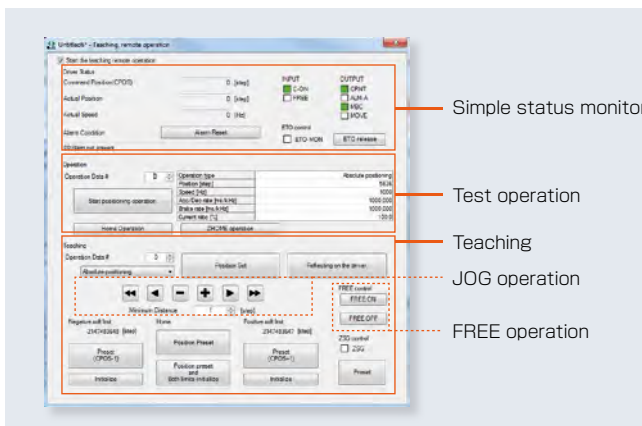 Untitled1* - Teaching, remote operation
Start the teaching remote operation
Driver Status
Command Position(CPOS) 0 [step]
Actual Position 0 [step]
Actual Speed 0 [Hz]
Alarm Condition
Alarm Reset
INPUT
C-ON
FREE
OUTPUT
CRNT
ALM-A
MBC
MOVE
ETO control
ETO-MON
ETO release
Simple status monitor
Operation
Operation Data # 0
Start positioning operation
Home Operation
ZHOME operation
Operation type Absolute positioning
Position [step]
Speed [Hz] 1000
Acc/Dec rate [ms/kHz] 1000.000
Brake rate [ms/kHz] 1000.000
Current rate [%] 100.0
Test operation
Teaching
Operation Data # 0
Absolute positioning
Position Set
Reflecting on the driver
Teaching
JOG operation
Minimum Distance 1 [step]
FREE control
FREE ON
FREE OFF
FREE operation
Negative soft limit
-2147483648 [step]
Preset
(CPOS-1)
Initialize
Home
Position Preset
Position preset
and
Both limits initialize
Positive soft limit
2147483647 [step]
Preset
(CPOS+1)
Initialize
ZSG control
ZSG
Preset